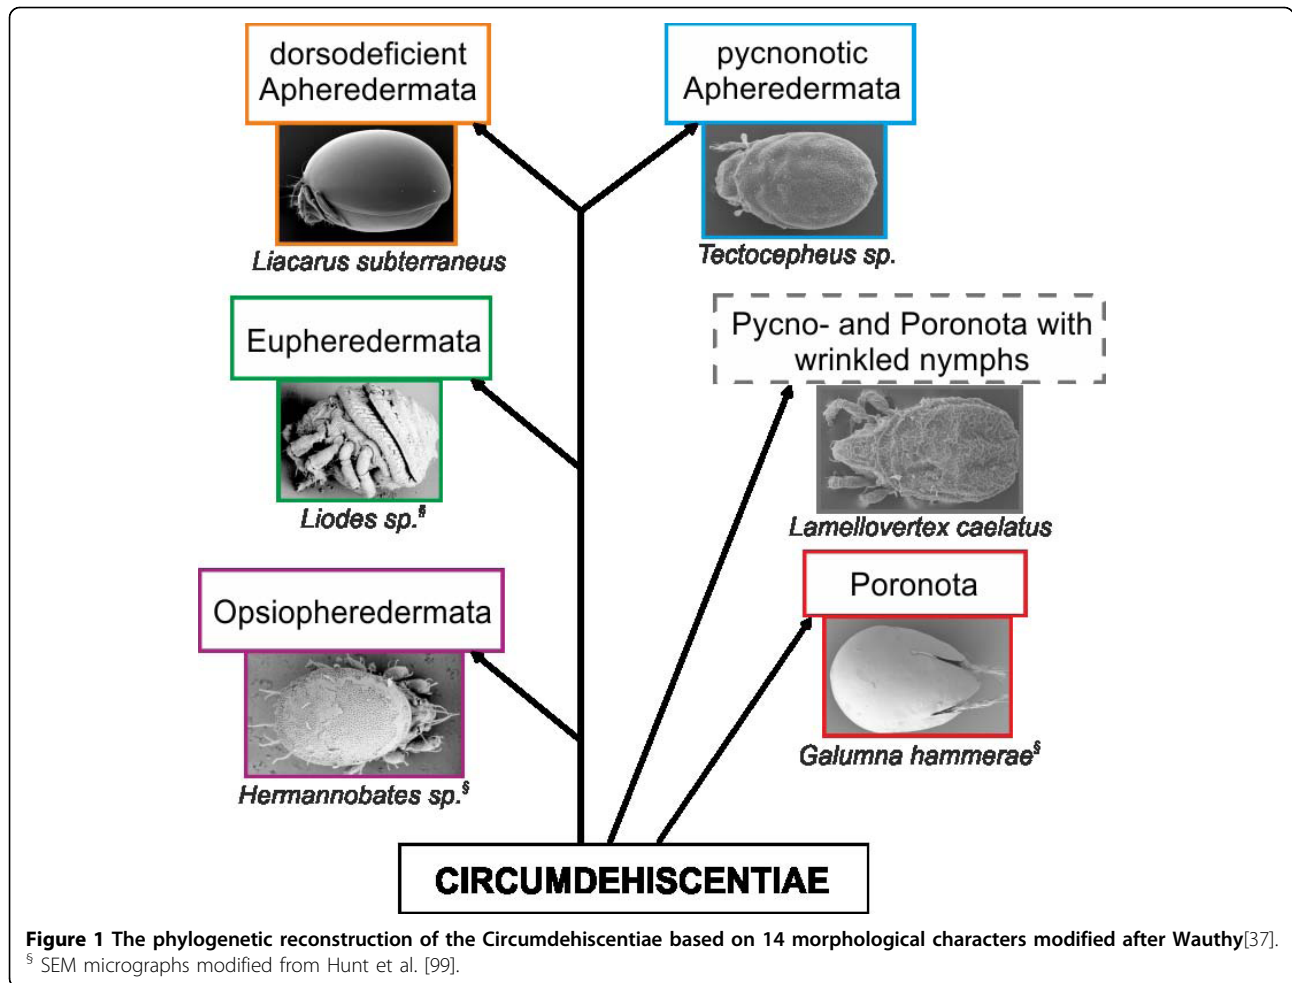 dorsodeficient
Apheredermata
pycnonotic
Apheredermata
Liacarus subterraneus
Tectocepheus sp.
Eupheredermata
Pycno- and Poronota with
wrinkled nymphs
Liodes sp.§
Lamellovertex caelatus
Opsiopheredermata
Poronota
Hermannobates sp.§
Galumna hammerae§
CIRCUMDEHISCENTIAE
Figure 1 The phylogenetic reconstruction of the Circumdehiscentiae based on 14 morphological characters modified after Wauthy[37].
§ SEM micrographs modified from Hunt et al. [99].